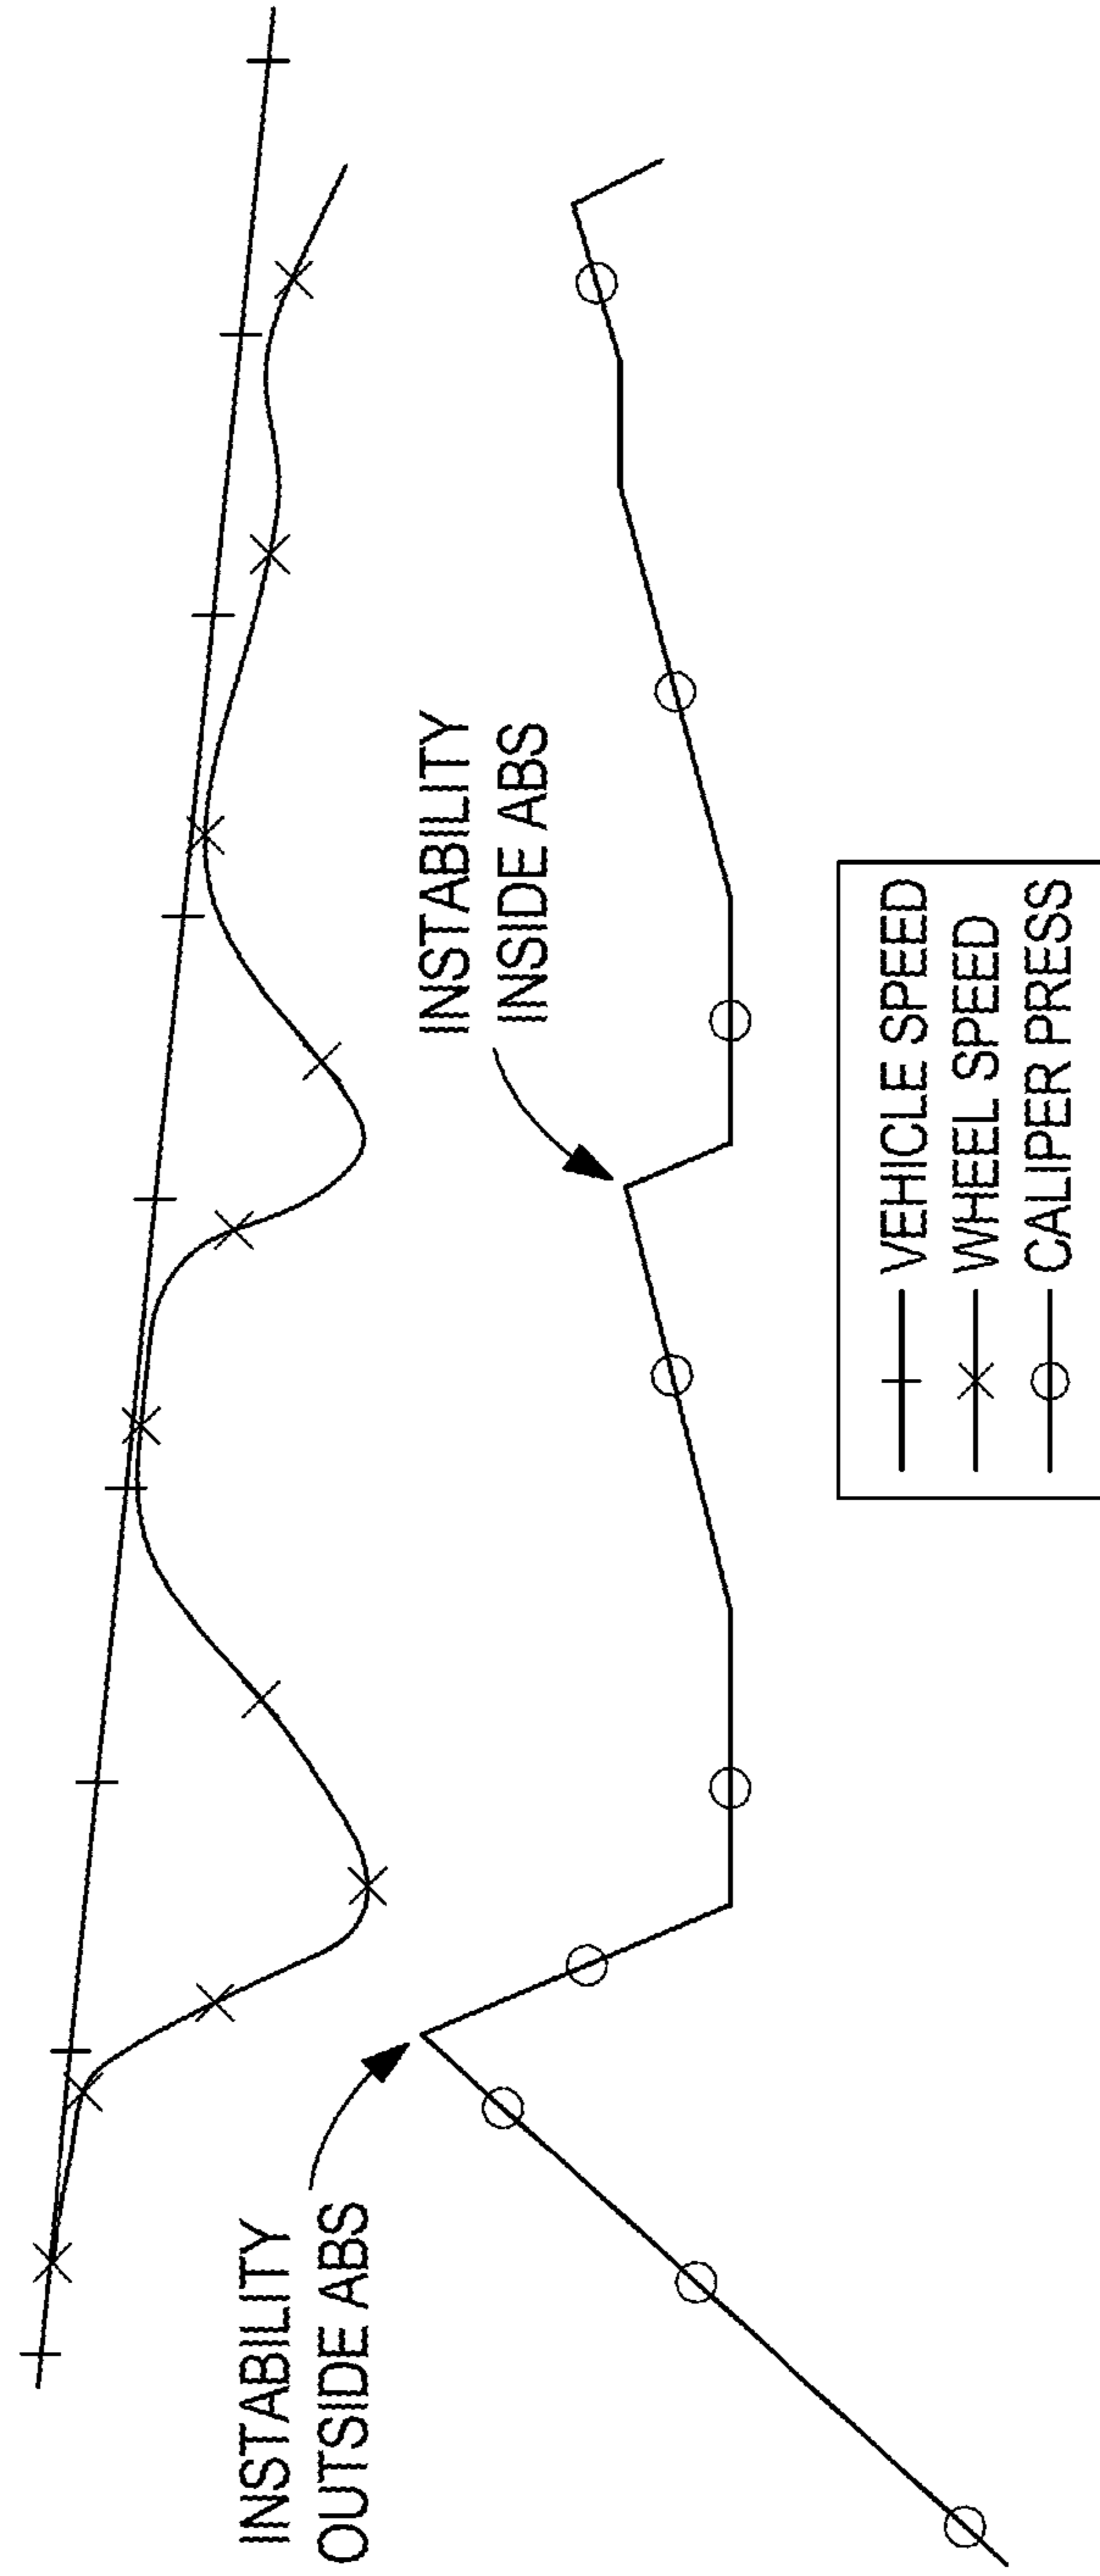 INSTABILITY
OUTSIDE ABS
INSTABILITY
INSIDE ABS
VEHICLE SPEED
WHEEL SPEED
CALIPER PRESS